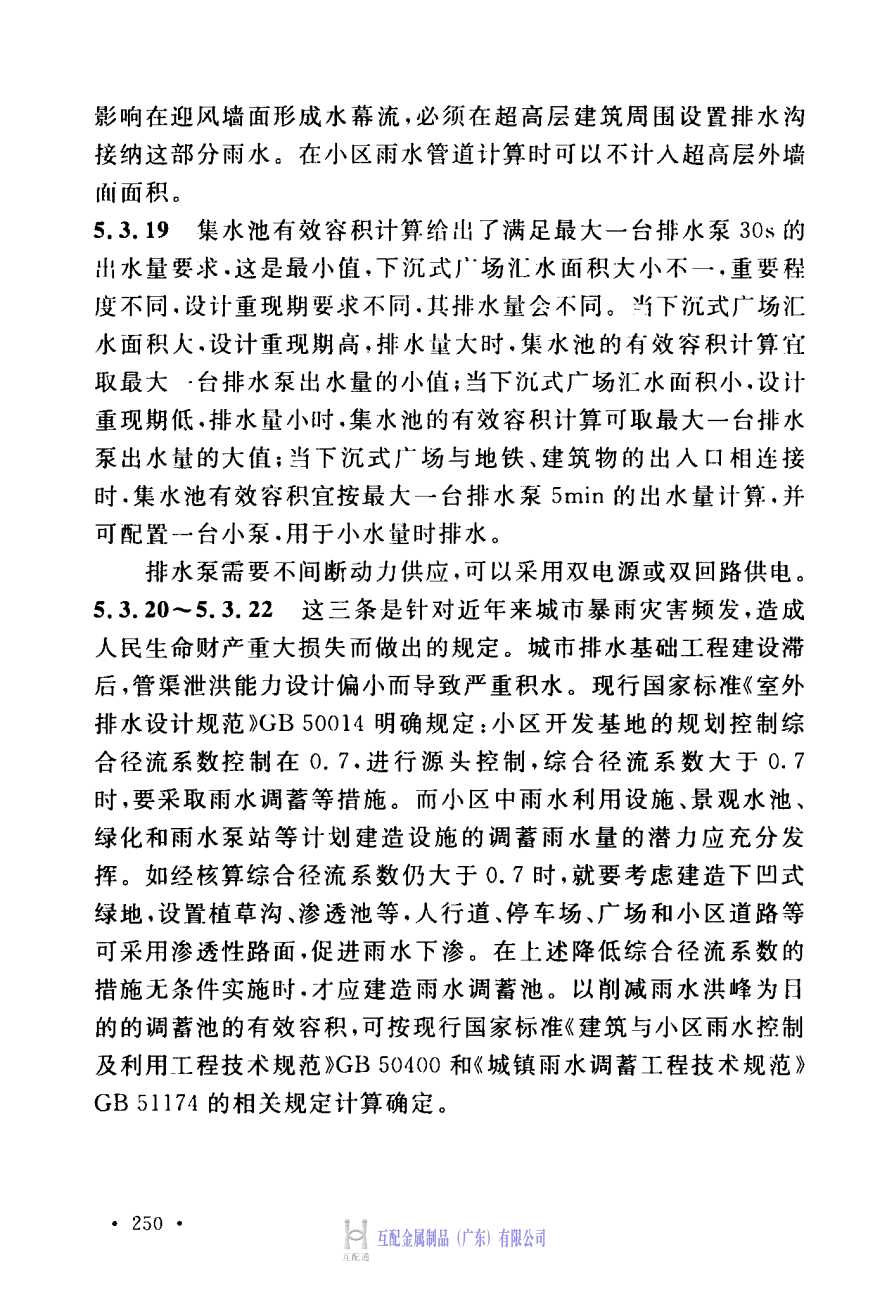 影响在迎风墙面形成水幕流，必须在超高层建筑周围设置排水沟
接纳这部分雨水。在小区雨水管道计算时可以不计入超高层外墙
面面积。
5.3.19　集水池有效容积计算给出了满足最大一台排水泵 30s 的
出水量要求，这是最小值，下沉式广场汇水面积大小不一，重要程
度不同，设计重现期要求不同，其排水量会不同。当下沉式广场汇
水面积大，设计重现期高，排水量大时，集水池的有效容积计算宜
取最大一台排水泵出水量的小值；当下沉式广场汇水面积小，设计
重现期低，排水量小时，集水池的有效容积计算可取最大一台排水
泵出水量的大值；当下沉式广场与地铁、建筑物的出入口相连接
时，集水池有效容积宜按最大一台排水泵 5min 的出水量计算，并
可配置一台小泵，用于小水量时排水。
排水泵需要不间断动力供应，可以采用双电源或双回路供电。
5.3.20～5.3.22　这三条是针对近年来城市暴雨灾害频发，造成
人民生命财产重大损失而做出的规定。城市排水基础工程建设滞
后，管渠泄洪能力设计偏小而导致严重积水。现行国家标准《室外
排水设计规范》GB 50014 明确规定：小区开发基地的规划控制综
合径流系数控制在 0.7，进行源头控制，综合径流系数大于 0.7
时，要采取雨水调蓄等措施。而小区中雨水利用设施、景观水池、
绿化和雨水泵站等计划建造设施的调蓄雨水量的潜力应充分发
挥。如经核算综合径流系数仍大于 0.7 时，就要考虑建造下凹式
绿地，设置植草沟、渗透池等，人行道、停车场、广场和小区道路等
可采用渗透性路面，促进雨水下渗。在上述降低综合径流系数的
措施无条件实施时，才应建造雨水调蓄池。以削减雨水洪峰为目
的的调蓄池的有效容积，可按现行国家标准《建筑与小区雨水控制
及利用工程技术规范》GB 50400 和《城镇雨水调蓄工程技术规范》
GB 51174 的相关规定计算确定。
• 250 •
互配通
互配金属制品（广东）有限公司